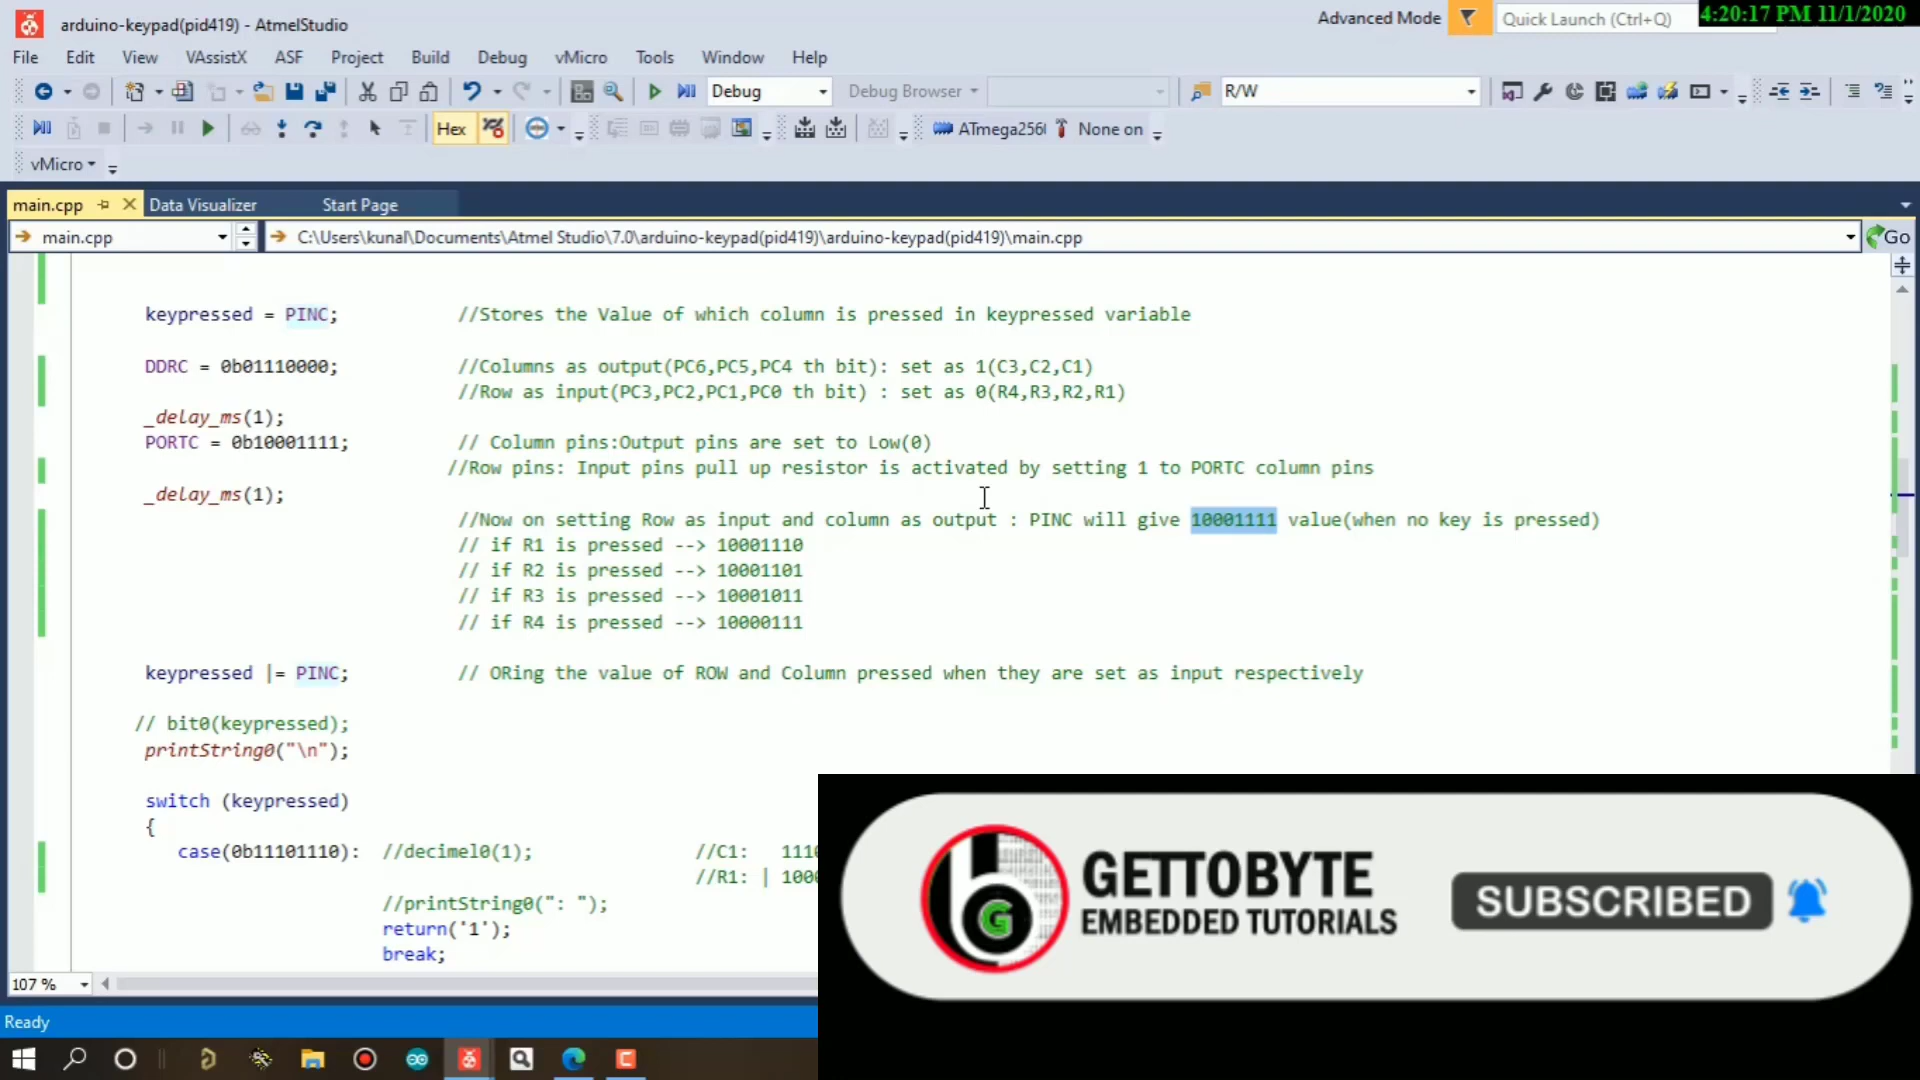 arduino-keypad(pid419) - AtmelStudio
Advanced Mode
Quick Launch (Ctrl+Q)
4:20:17 PM 11/1/2020
File Edit View VAssistX ASF Project Build Debug vMicro Tools Window Help
Debug
Debug Browser
R/W
Hex
ATmega256
None on
vMicro
main.cpp
Data Visualizer
Start Page
main.cpp
C:\Users\kunal\Documents\Atmel Studio\7.0\arduino-keypad(pid419)\arduino-keypad(pid419)\main.cpp
Go
keypressed = PINC; //Stores the Value of which column is pressed in keypressed variable
DDRC = 0b01110000; //Columns as output(PC6,PC5,PC4 th bit): set as 1(C3,C2,C1)
//Row as input(PC3,PC2,PC1,PC0 th bit) : set as 0(R4,R3,R2,R1)
_delay_ms(1);
PORTC = 0b10001111; // Column pins:Output pins are set to Low(0)
//Row pins: Input pins pull up resistor is activated by setting 1 to PORTC column pins
_delay_ms(1);
//Now on setting Row as input and column as output : PINC will give 10001111 value(when no key is pressed)
// if R1 is pressed --> 10001110
// if R2 is pressed --> 10001101
// if R3 is pressed --> 10001011
// if R4 is pressed --> 10000111
keypressed |= PINC; // ORing the value of ROW and Column pressed when they are set as input respectively
// bit0(keypressed);
printString0("\n");
switch (keypressed)
{
case(0b11101110): //decimel0(1); //C1: 1110
//R1: | 1000
//printString0(": ");
return('1');
break;
107 %
Ready
GETTOBYTE
EMBEDDED TUTORIALS
SUBSCRIBED